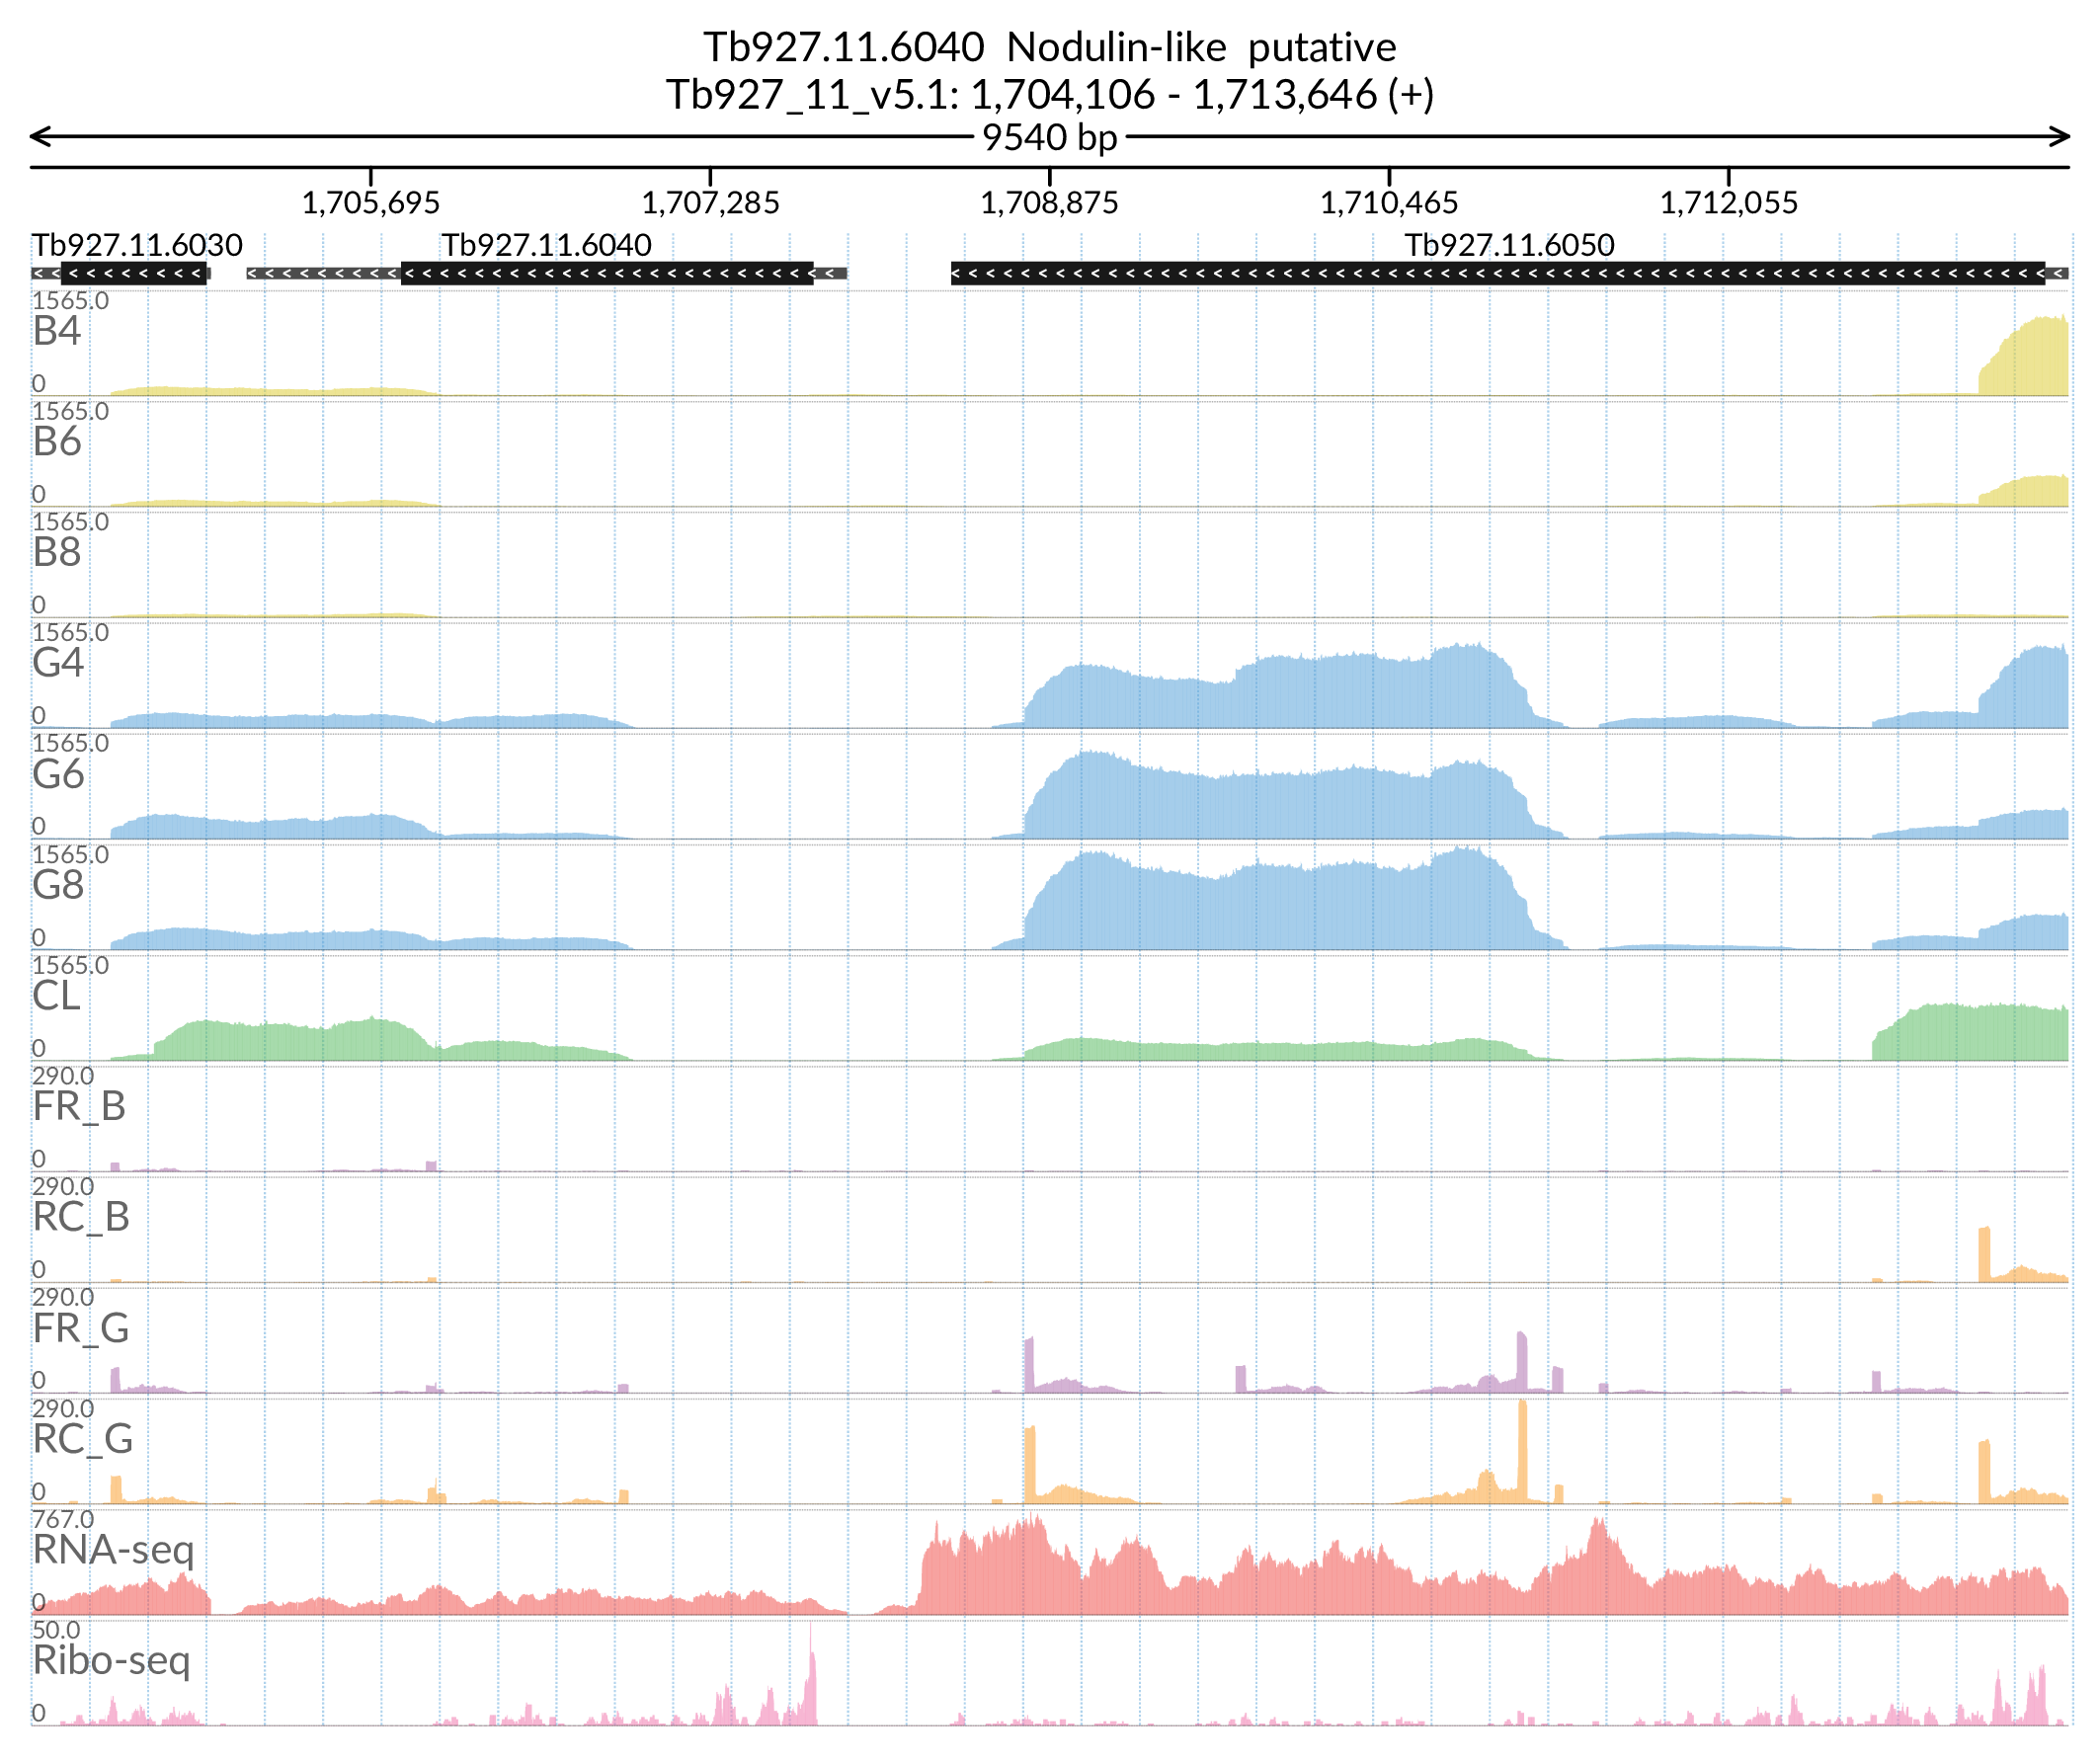 Tb927.11.6040 Nodulin-like putative
Tb927_11_v5.1: 1,704,106 - 1,713,646 (+)
9540 bp
1,705,695 1,707,285 1,708,875 1,710,465 1,712,055
Tb927.11.6030 Tb927.11.6040 Tb927.11.6050
1565.0
B4
0
1565.0
B6
0
1565.0
B8
0
1565.0
G4
0
1565.0
G6
0
1565.0
G8
0
1565.0
CL
0
290.0
FR_B
0
290.0
RC_B
0
290.0
FR_G
0
290.0
RC_G
0
767.0
RNA-seq
0
50.0
Ribo-seq
0